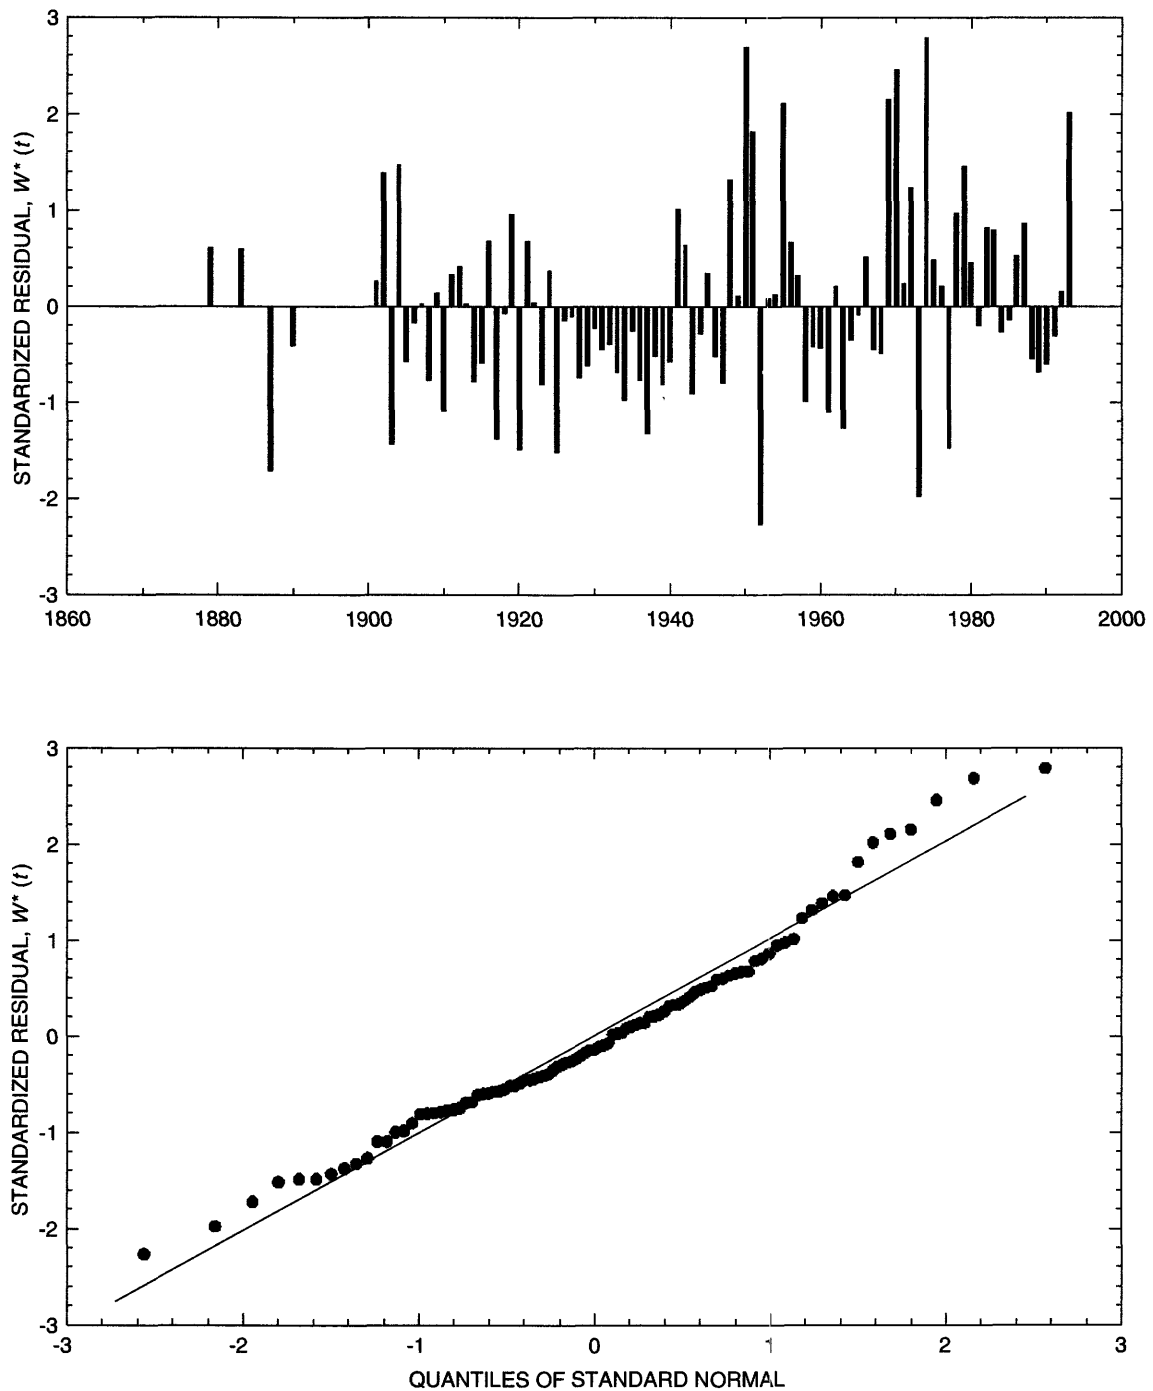 STANDARDIZED RESIDUAL, W* (t)
3
2
1
0
-1
-2
-3
1860 1880 1900 1920 1940 1960 1980 2000
STANDARDIZED RESIDUAL, W* (t)
3
2
1
0
-1
-2
-3
-3 -2 -1 0 1 2 3
QUANTILES OF STANDARD NORMAL